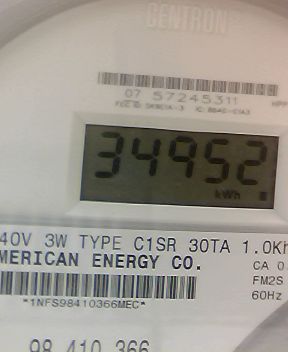 CENTRON
07 57245311
34952
kWh
40V 3W TYPE C1SR 30TA 1.0Kh
MERICAN ENERGY CO.
CA 0.
FM2S
*1NFS98410366MEC*
60Hz
98 410 366